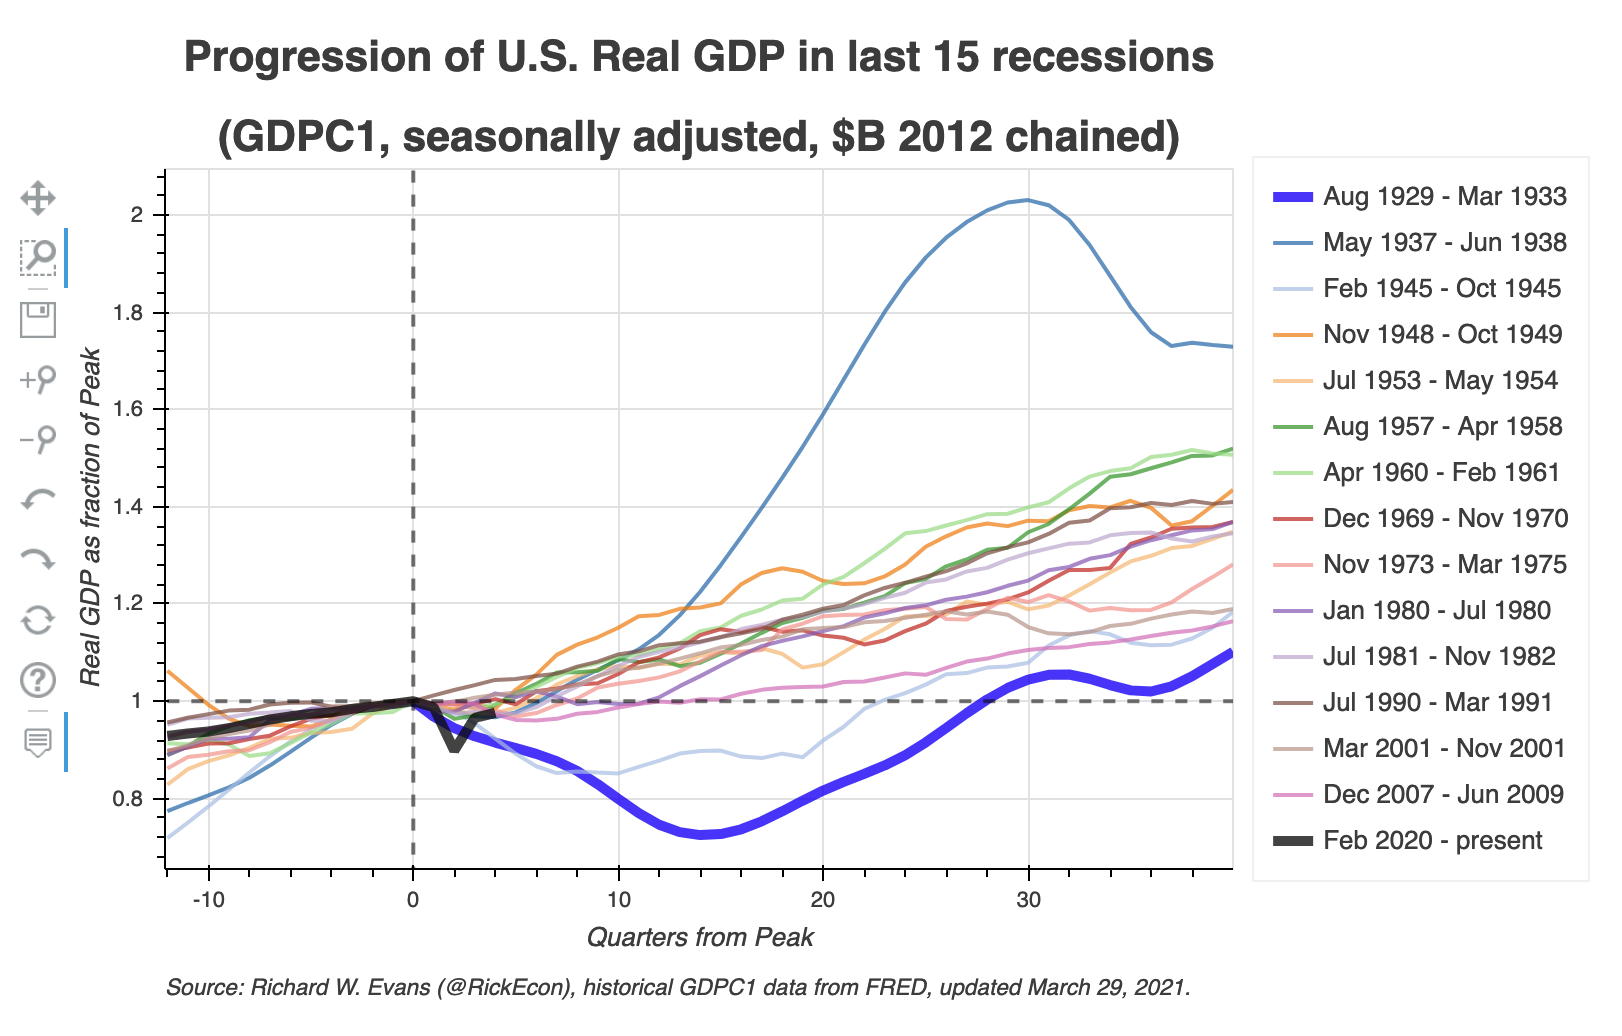 Progression of U.S. Real GDP in last 15 recessions
(GDPC1, seasonally adjusted, $B 2012 chained)
Real GDP as fraction of Peak
2
1.8
1.6
1.4
1.2
1
0.8
-10
0
10
20
30
Quarters from Peak
Aug 1929 - Mar 1933
May 1937 - Jun 1938
Feb 1945 - Oct 1945
Nov 1948 - Oct 1949
Jul 1953 - May 1954
Aug 1957 - Apr 1958
Apr 1960 - Feb 1961
Dec 1969 - Nov 1970
Nov 1973 - Mar 1975
Jan 1980 - Jul 1980
Jul 1981 - Nov 1982
Jul 1990 - Mar 1991
Mar 2001 - Nov 2001
Dec 2007 - Jun 2009
Feb 2020 - present
Source: Richard W. Evans (@RickEcon), historical GDPC1 data from FRED, updated March 29, 2021.